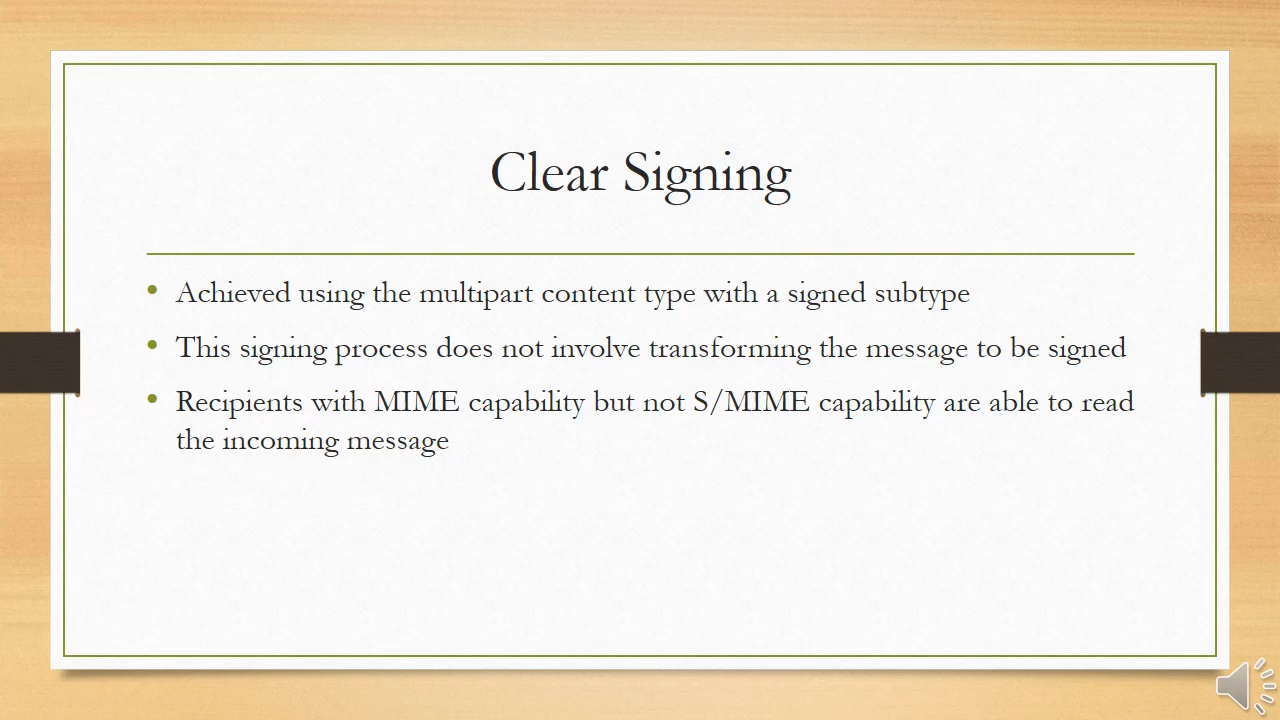 Clear Signing
• Achieved using the multipart content type with a signed subtype
• This signing process does not involve transforming the message to be signed
• Recipients with MIME capability but not S/MIME capability are able to read
the incoming message